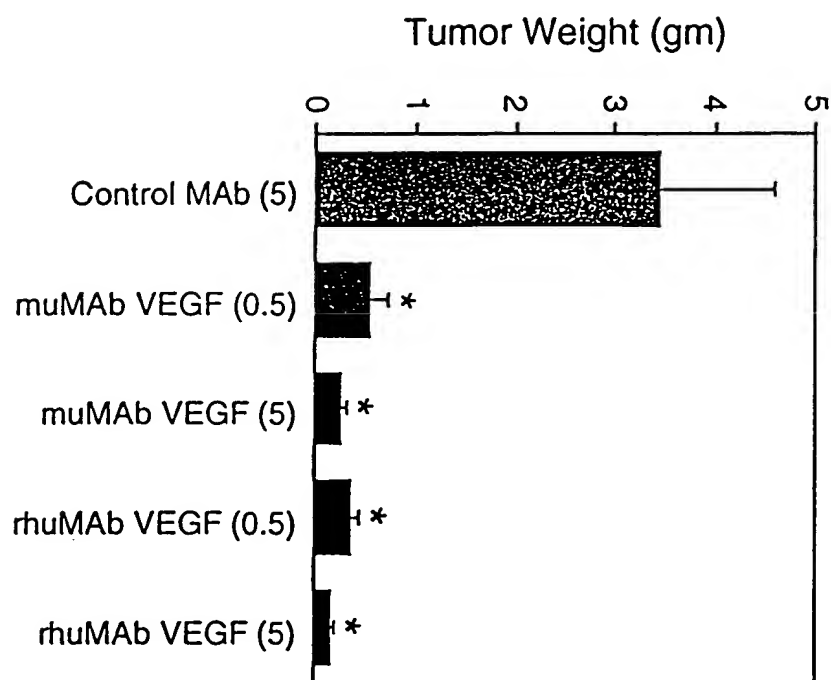 Tumor Weight (gm)
0 1 2 3 4 5
Control MAb (5)
muMAb VEGF (0.5)
*
muMAb VEGF (5)
*
rhuMAb VEGF (0.5)
*
rhuMAb VEGF (5)
*